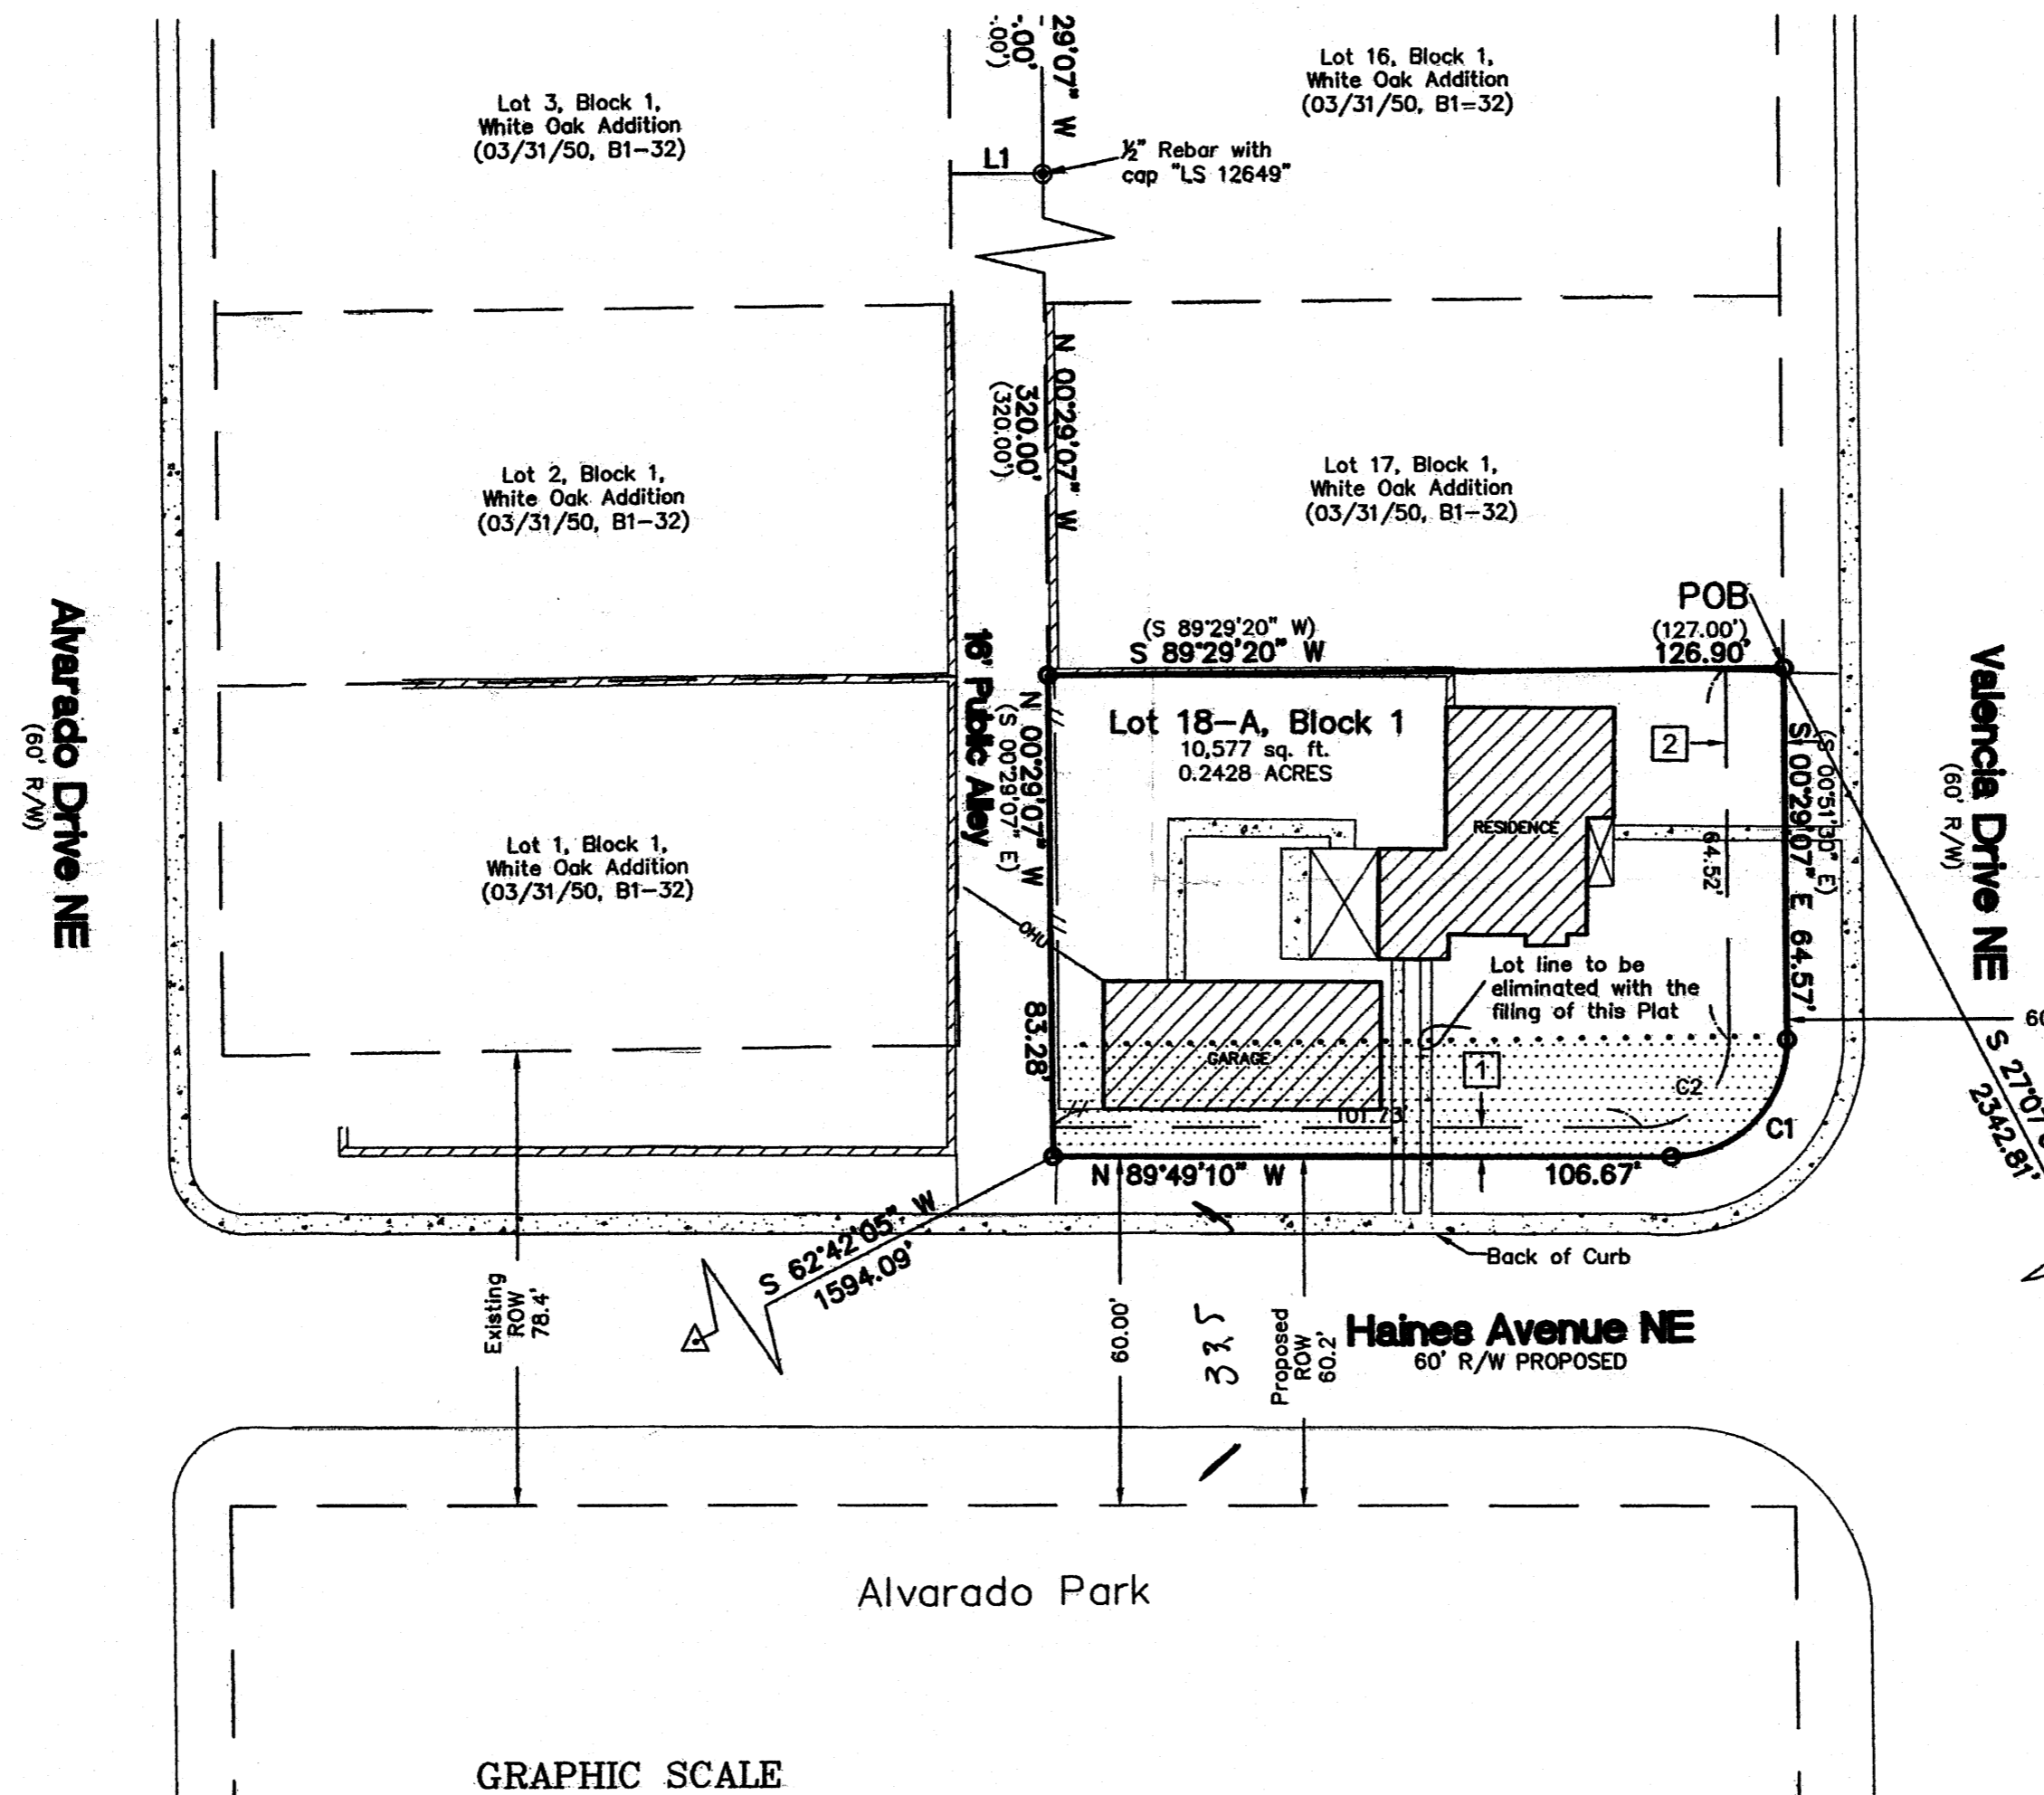 Lot 3, Block 1,
White Oak Addition
(03/31/50, B1-32)
29'07" W
.00'
.00')
Lot 16, Block 1,
White Oak Addition
(03/31/50, B1=32)
L1
½" Rebar with
cap "LS 12649"
N 00°29'07" W
320.00'
(320.00')
Lot 2, Block 1,
White Oak Addition
(03/31/50, B1-32)
Lot 17, Block 1,
White Oak Addition
(03/31/50, B1-32)
Alvarado Drive NE
(60' R/W)
16' Public Alley
POB
(S 89°29'20" W)
S 89°29'20" W
(127.00')
126.90'
Valencia Drive NE
(60' R/W)
N 00°29'07" W
(S 00°29'07" E)
83.28'
Lot 18-A, Block 1
10,577 sq. ft.
0.2428 ACRES
2
S 00°29'07" E 64.57'
(S 00°51'30" E)
64.52'
RESIDENCE
Lot 1, Block 1,
White Oak Addition
(03/31/50, B1-32)
OHU
Lot line to be
eliminated with the
filing of this Plat
GARAGE
1
C2
C1
101.73'
60
S 27°07'
2342.81'
N 89°49'10" W
106.67'
S 62°42'05" W
1594.09'
Back of Curb
Existing
ROW
78.4'
60.00'
335
Proposed
ROW
60.2'
Haines Avenue NE
60' R/W PROPOSED
Alvarado Park
GRAPHIC SCALE